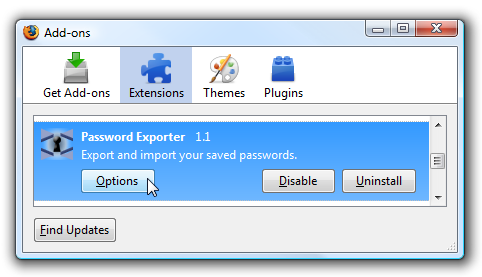 Add-ons
Get Add-ons Extensions Themes Plugins
Password Exporter 1.1
Export and import your saved passwords.
Options Disable Uninstall
Find Updates